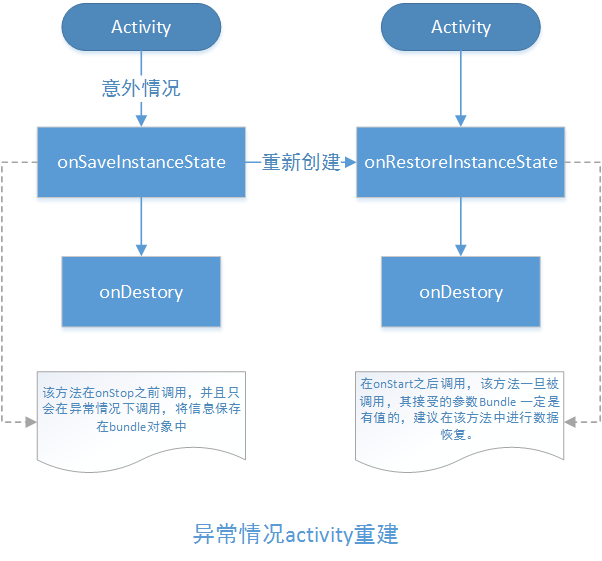 Activity
Activity
意外情况
onSaveInstanceState
重新创建
onRestoreInstanceState
onDestory
onDestory
该方法在onStop之前调用，并且只
会在异常情况下调用，将信息保存
在bundle对象中
在onStart之后调用，该方法一旦被
调用，其接受的参数Bundle 一定是
有值的，建议在该方法中进行数据
恢复。
异常情况activity重建